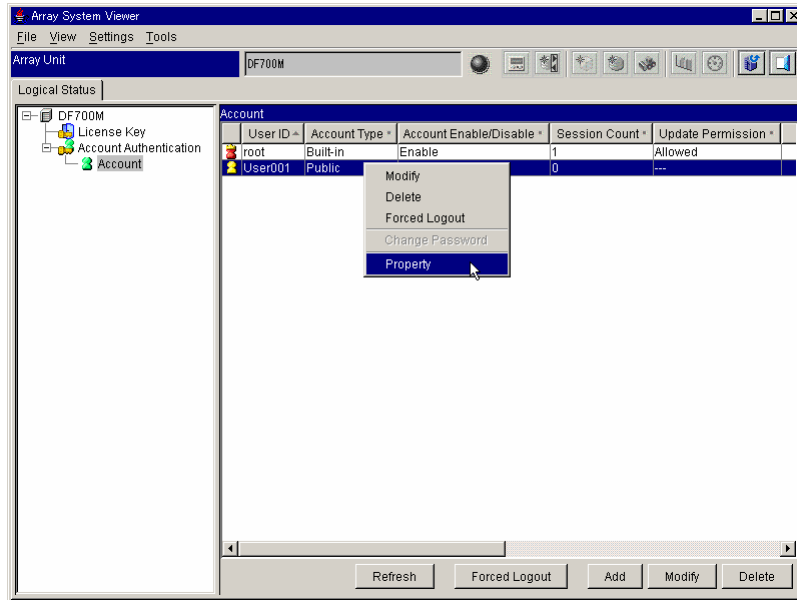 Array System Viewer
File View Settings Tools
Array Unit DF700M
Logical Status
DF700M
License Key
Account Authentication
Account
Account
User ID Account Type Account Enable/Disable Session Count Update Permission
root Built-in Enable 1 Allowed
User001 Public 0 ---
Modify
Delete
Forced Logout
Change Password
Property
Refresh Forced Logout Add Modify Delete